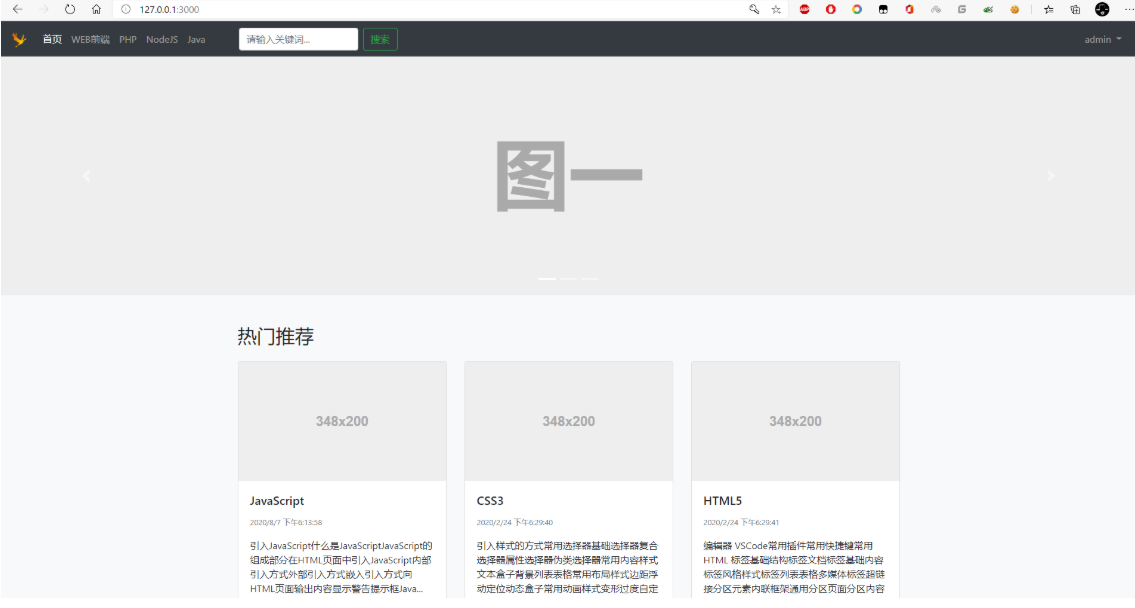 127.0.0.1:3000
首页 WEB前端 PHP NodeJS Java 请输入关键词... 搜索 admin
图一
热门推荐
348x200 348x200 348x200
JavaScript
2020/8/7 下午6:13:58
引入JavaScript什么是JavaScriptJavaScript的
组成部分在HTML页面中引入JavaScript内部
引入方式外部引入方式嵌入引入方式向
HTML页面输出内容显示警告提示框Java...
CSS3
2020/2/24 下午6:29:40
引入样式的方式常用选择器基础选择器复合
选择器属性选择器伪类选择器常用内容样式
文本盒子背景列表表格常用布局样式边距浮
动定位动态盒子常用动画样式变形过度自定
HTML5
2020/2/24 下午6:29:41
编辑器 VSCode常用插件常用快捷键常用
HTML 标签基础结构标签文档标签基础内容
标签风格样式标签列表表格多媒体标签超链
接分区元素内联框架通用分区页面分区内容